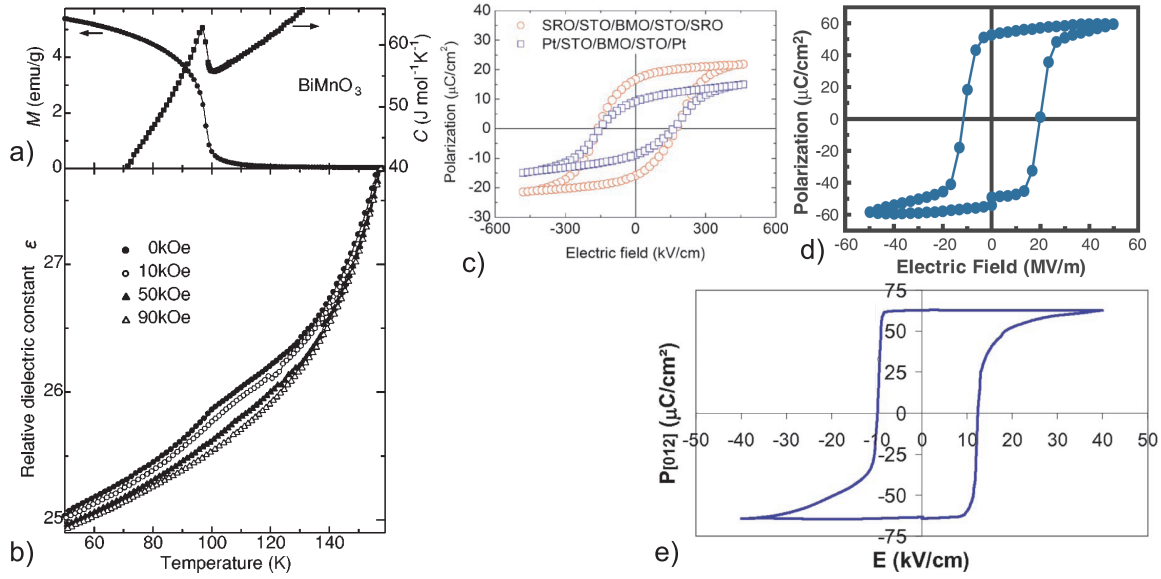 M (emu/g)
4
2
0
BiMnO3
60
50
40
C (J mol⁻¹K⁻¹)
a)
Relative dielectric constant ε
27
26
25
0kOe
10kOe
50kOe
90kOe
60 80 100 120 140
Temperature (K)
b)
Polarization (μC/cm²)
40
30
20
10
0
-10
-20
-30
SRO/STO/BMO/STO/SRO
Pt/STO/BMO/STO/Pt
-600 -300 0 300 600
Electric field (kV/cm)
c)
Polarization (μC/cm²)
60
40
20
0
-20
-40
-60
-60 -40 -20 0 20 40 60
Electric Field (MV/m)
d)
P[012] (μC/cm²)
75
50
25
0
-25
-50
-75
-50 -40 -30 -20 -10 0 10 20 30 40 50
E (kV/cm)
e)